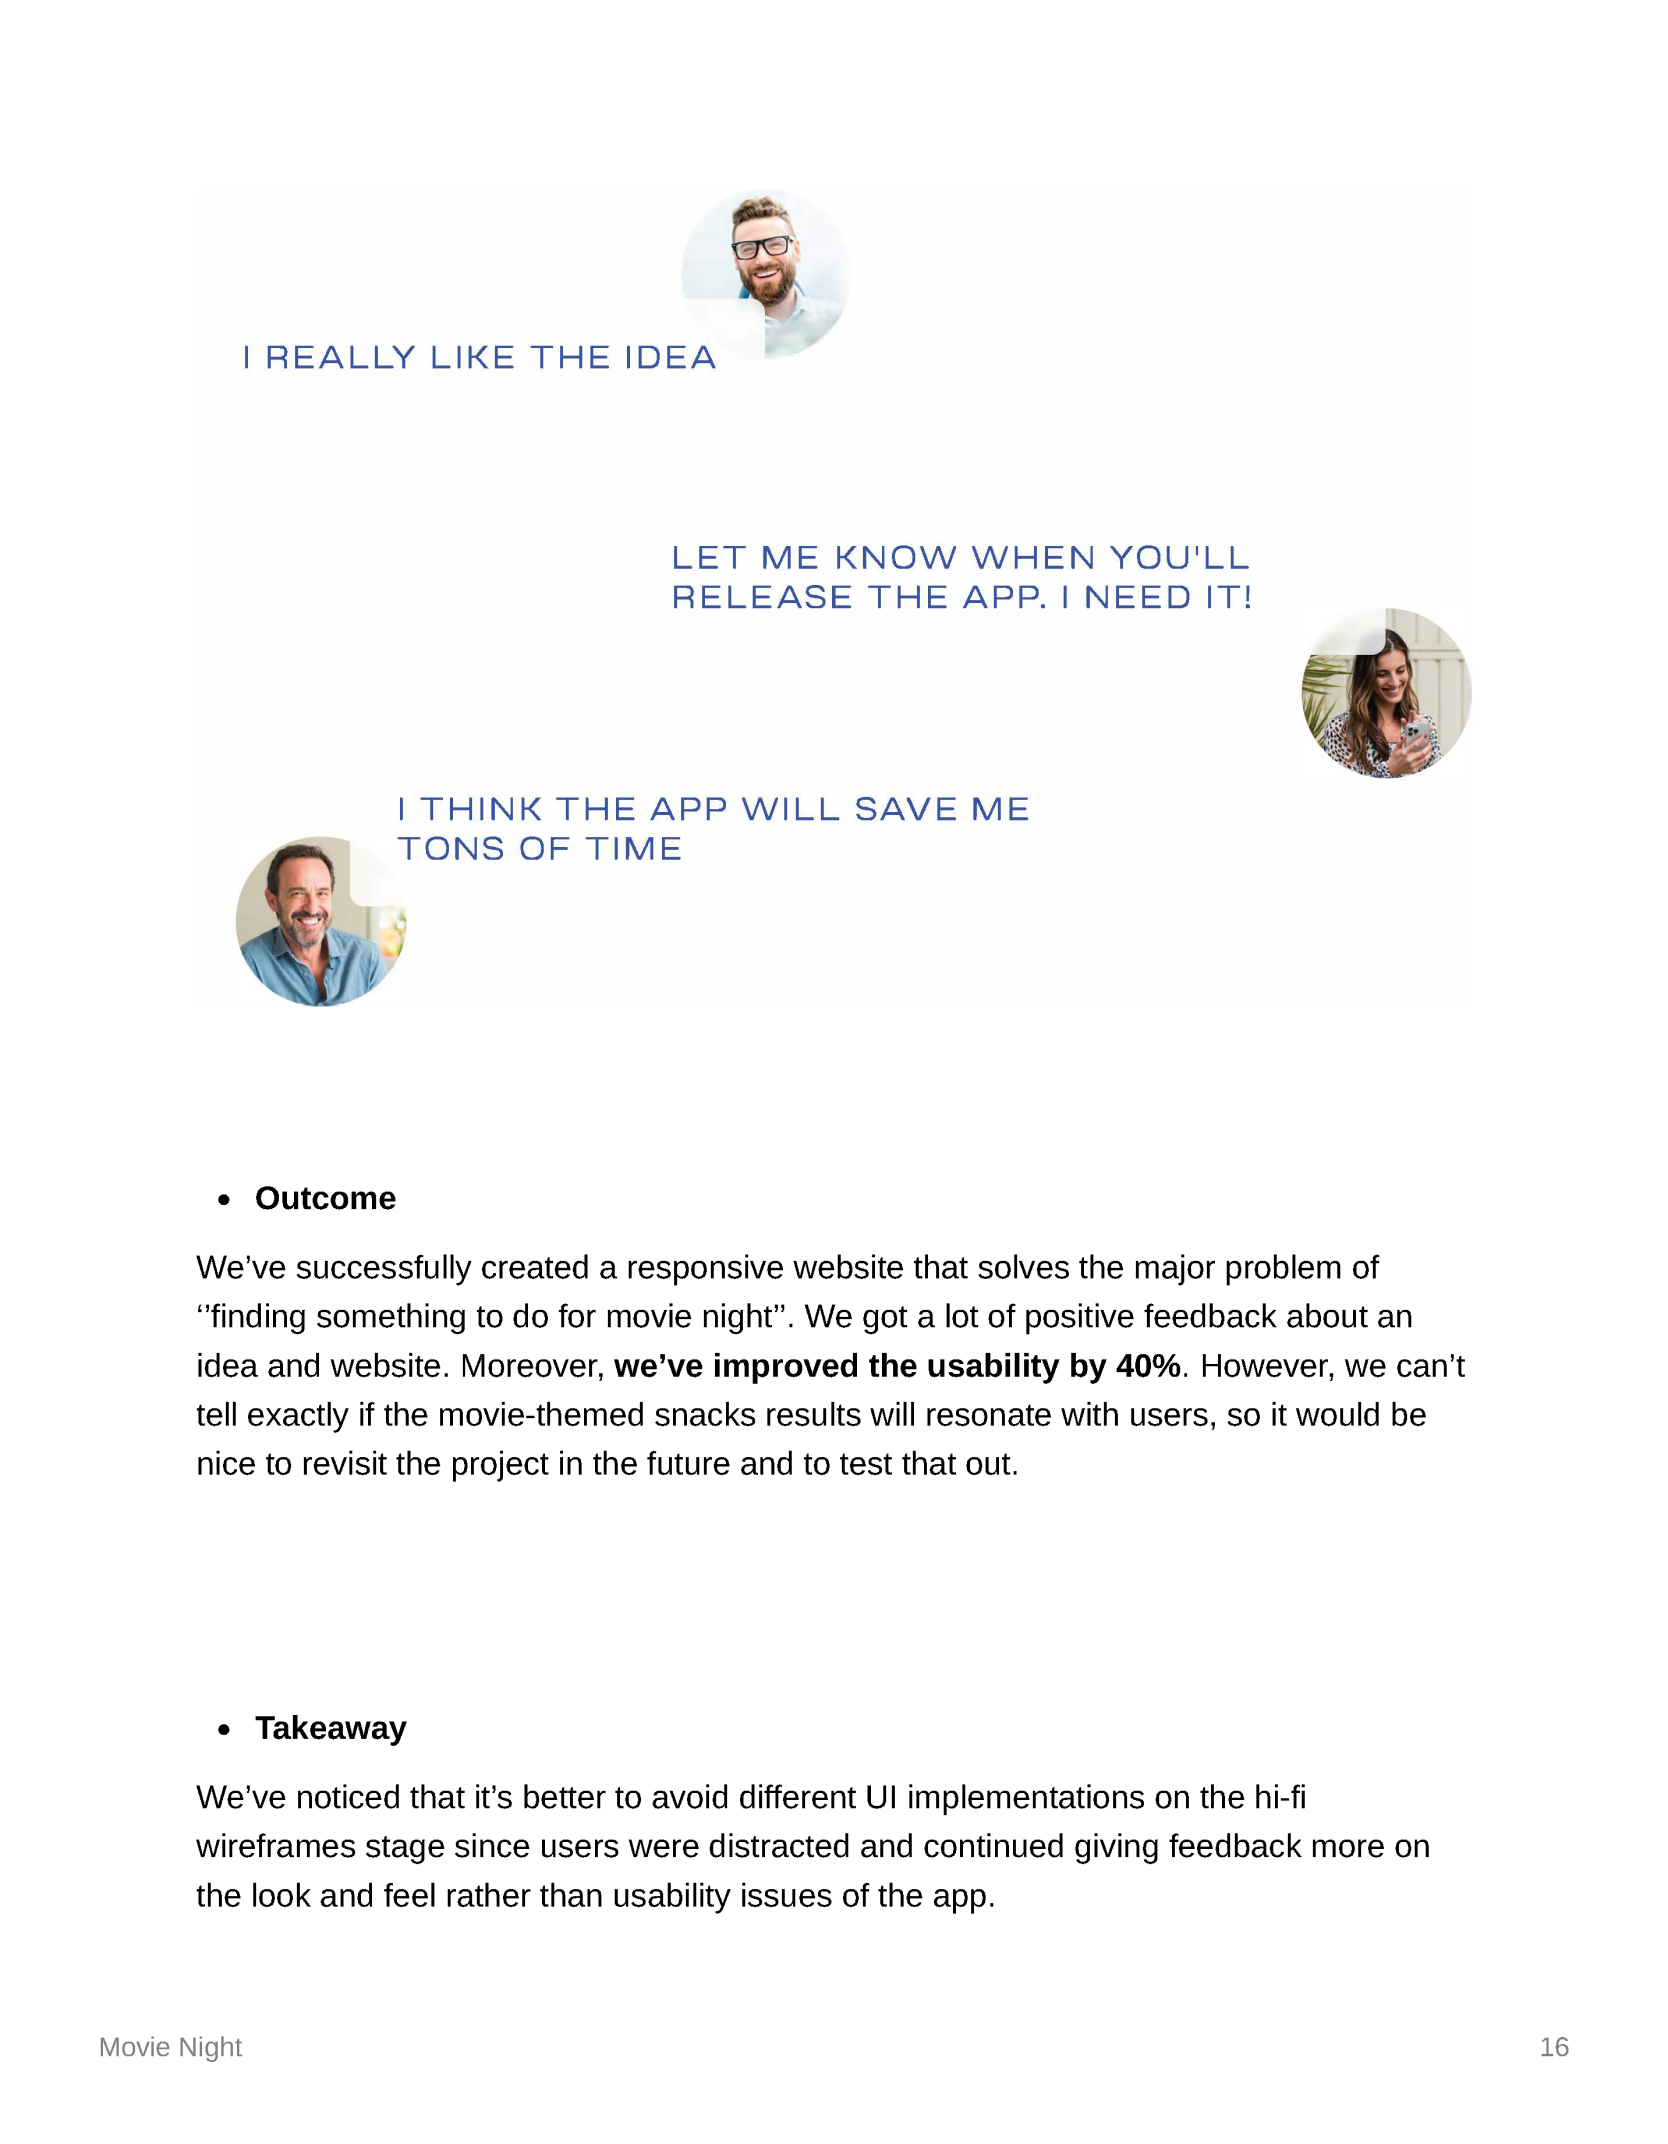 I REALLY LIKE THE IDEA
LET ME KNOW WHEN YOU'LL
RELEASE THE APP. I NEED IT!
I THINK THE APP WILL SAVE ME
TONS OF TIME
• Outcome
We’ve successfully created a responsive website that solves the major problem of
‘’finding something to do for movie night’’. We got a lot of positive feedback about an
idea and website. Moreover, we’ve improved the usability by 40%. However, we can’t
tell exactly if the movie-themed snacks results will resonate with users, so it would be
nice to revisit the project in the future and to test that out.
• Takeaway
We’ve noticed that it’s better to avoid different UI implementations on the hi-fi
wireframes stage since users were distracted and continued giving feedback more on
the look and feel rather than usability issues of the app.
Movie Night 16